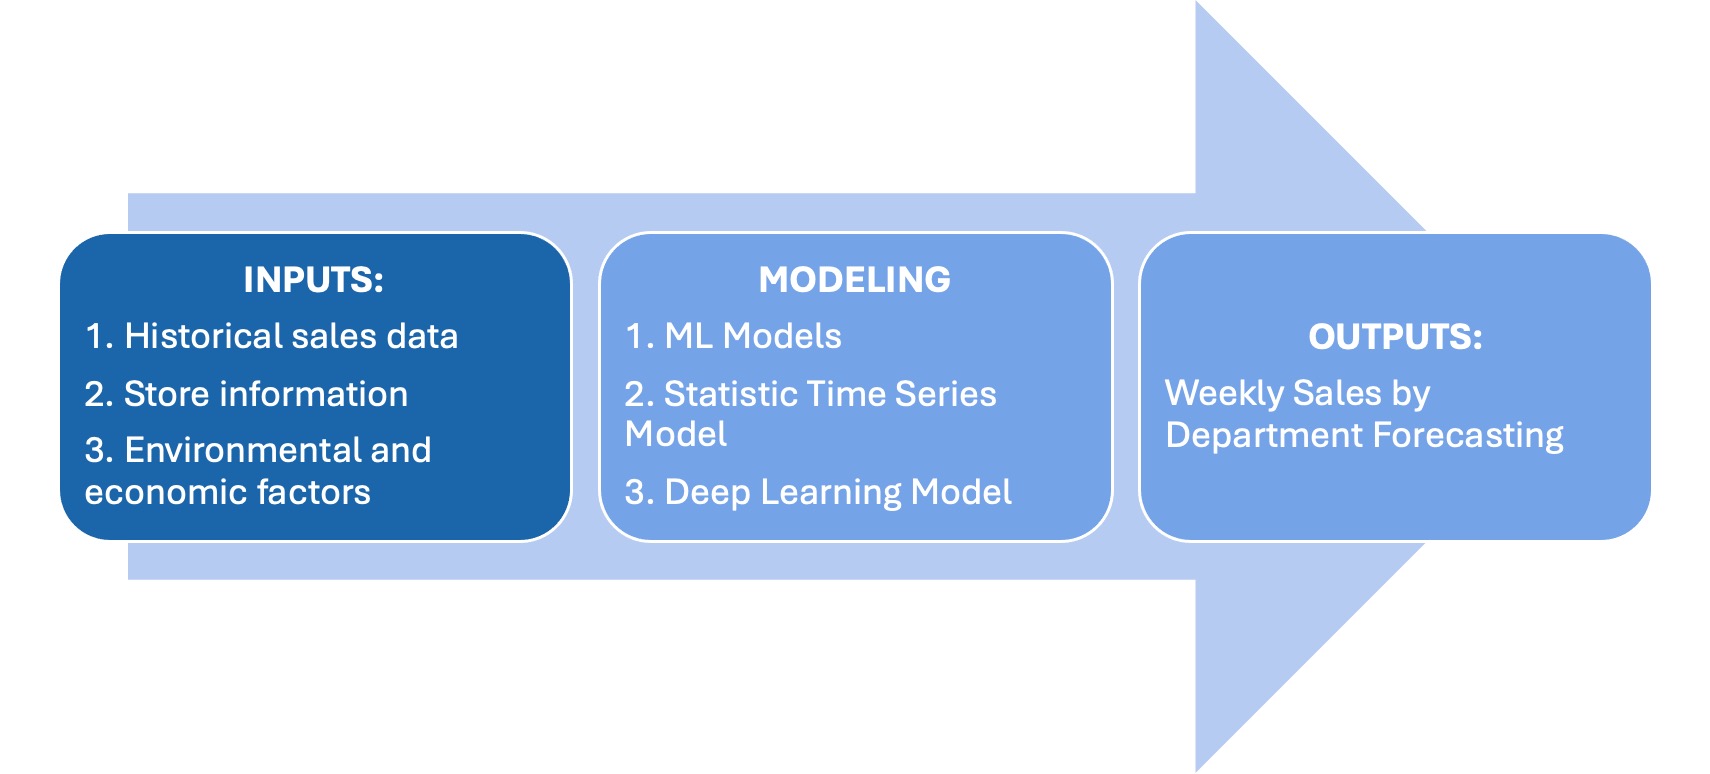 INPUTS:
1. Historical sales data
2. Store information
3. Environmental and
economic factors
MODELING
1. ML Models
2. Statistic Time Series
Model
3. Deep Learning Model
OUTPUTS:
Weekly Sales by
Department Forecasting